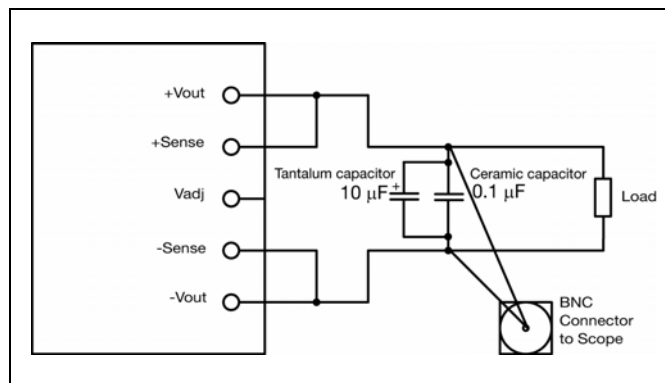 +Vout
+Sense
Vadj
-Sense
-Vout
Tantalum capacitor
10 μF+
Ceramic capacitor
0.1 μF
Load
BNC
Connector
to Scope